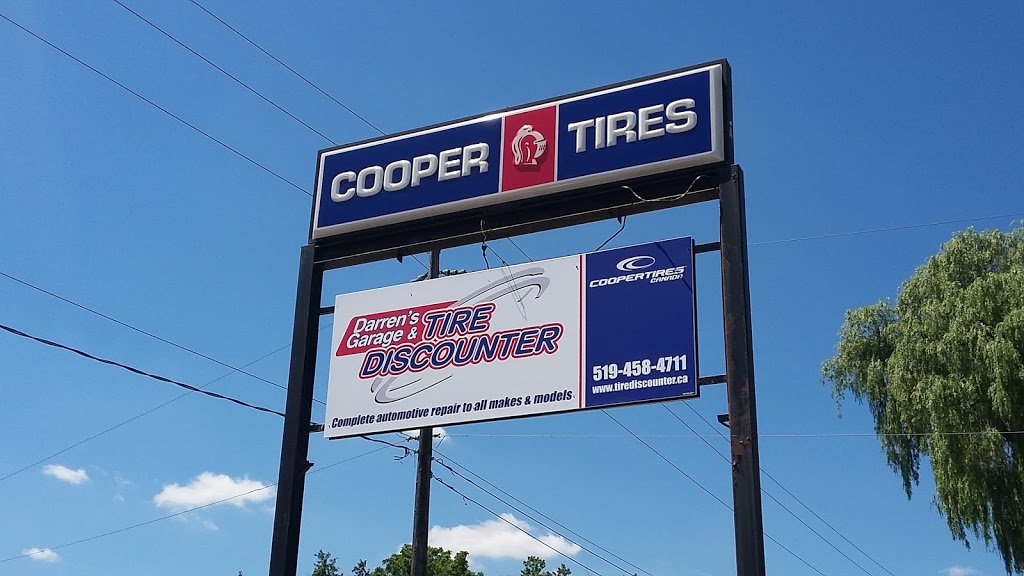 COOPER TIRES
Darren's
Garage &
TIRE
DISCOUNTER
Complete automotive repair to all makes & models
COOPERTIRES
CANADA
519-458-4711
www.tirediscounter.ca